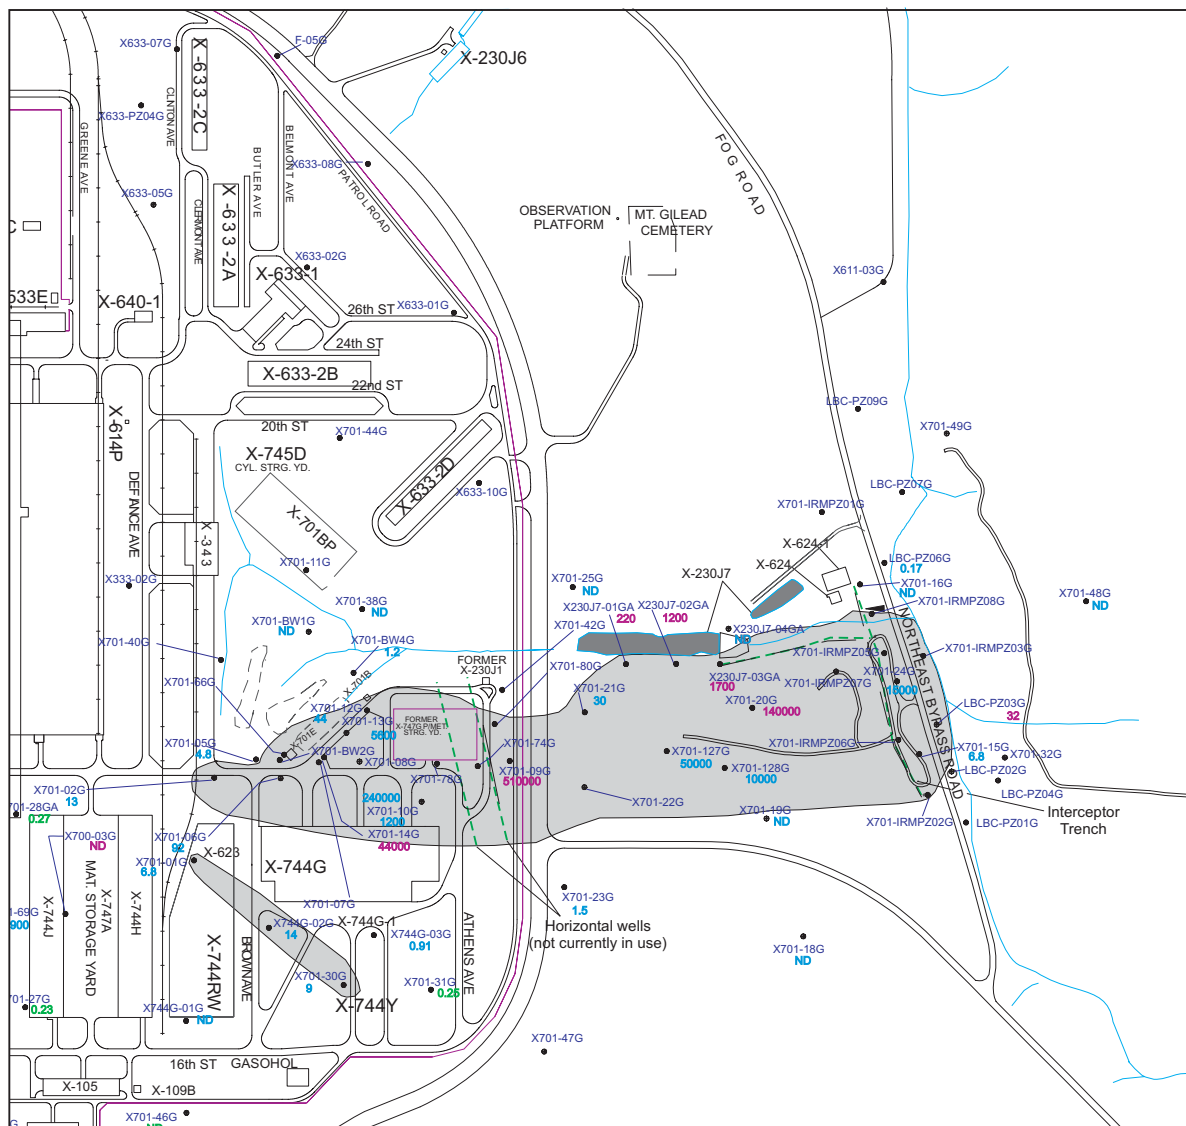 F-05G
X633-07G
X-230J6
X-633-2C
CLINTON AVE
X633-PZ04G
GREENE AVE
BELMONT AVE
BUTLER AVE
X633-08G
PATROL ROAD
FOG ROAD
X633-05G
CLERMONT AVE
X-633-2A
OBSERVATION
PLATFORM
MT. GILEAD
CEMETERY
X633-02G
X-633-1
X611-03G
533E
X-640-1
26th ST
X633-01G
24th ST
X-633-2B
22nd ST
LBC-PZ09G
X-614P
20th ST
X701-44G
X701-49G
X-745D
CYL. STRG. YD.
X-633-2D
DEFIANCE AVE
X633-10G
LBC-PZ07G
X701-IRMPZ01G
X-701BP
X-343
X-624-1
X-624
LBC-PZ06G
0.17
X701-11G
X-230J7
X333-02G
X701-25G
ND
X701-16G
ND
X701-48G
ND
X701-38G
ND
X230J7-01GA
220
X230J7-02GA
1200
X701-IRMPZ08G
X701-BW1G
ND
X701-42G
X230J7-04GA
ND
NORTHEAST BYPASS ROAD
X701-40G
X701-BW4G
1.2
FORMER
X-230J1
X701-80G
X701-IRMPZ05G
X701-IRMPZ03G
X701-66G
X-701B
X230J7-03GA
1700
X701-IRMPZ07G
X701-24G
18000
X701-21G
30
X701-12G
44
X701-20G
140000
LBC-PZ03G
32
X701-13G
5600
FORMER
X-747G P/MET.
STRG. YD.
X-701E
X701-05G
4.8
X701-BW2G
X701-74G
X701-IRMPZ06G
X701-15G
6.8
X701-32G
X701-127G
50000
X701-08G
X701-09G
510000
X701-128G
10000
LBC-PZ02G
X701-78G
X701-02G
13
240000
LBC-PZ04G
X701-22G
701-28GA
0.27
X701-10G
1200
X701-19G
ND
X701-IRMPZ02G
LBC-PZ01G
Interceptor
Trench
X700-03G
ND
X701-06G
92
X701-14G
44000
X701-01G
6.8
X-623
X-744G
X-744J
MAT. STORAGE YARD
X-747A
X-744H
X701-07G
X701-23G
1.5
1-69G
900
X744G-02G
14
X-744G-1
X744G-03G
0.91
Horizontal wells
(not currently in use)
X701-18G
ND
X-744RW
BROWN AVE
ATHENS AVE
X701-30G
9
X701-31G
0.25
701-27G
0.23
X744G-01G
ND
X-744Y
X701-47G
16th ST
GASOHOL
X-105
X-109B
X701-46G
ND